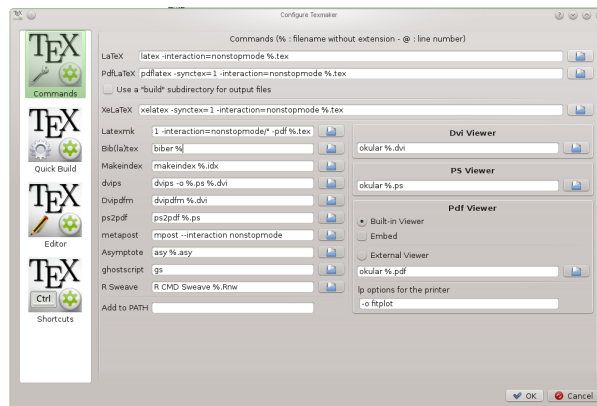 Configure Texmaker
Commands (% : filename without extension - @ : line number)
TEX
Commands
TEX
Quick Build
TEX
Editor
TEX
Ctrl
Shortcuts
LaTeX latex -interaction=nonstopmode %.tex
PdfLaTeX pdflatex -synctex=1 -interaction=nonstopmode %.tex
Use a "build" subdirectory for output files
XeLaTeX xelatex -synctex=1 -interaction=nonstopmode %.tex
Latexmk 1 -interaction=nonstopmode/* -pdf %.tex
Bib(la)tex biber %
Makeindex makeindex %.idx
dvips dvips -o %.ps %.dvi
Dvipdfm dvipdfm %.dvi
ps2pdf ps2pdf %.ps
metapost mpost --interaction nonstopmode
Asymptote asy %.asy
ghostscript gs
R Sweave R CMD Sweave %.Rnw
Add to PATH
Dvi Viewer
okular %.dvi
PS Viewer
okular %.ps
Pdf Viewer
Built-in Viewer
Embed
External Viewer
okular %.pdf
lp options for the printer
-o fitplot
OK
Cancel